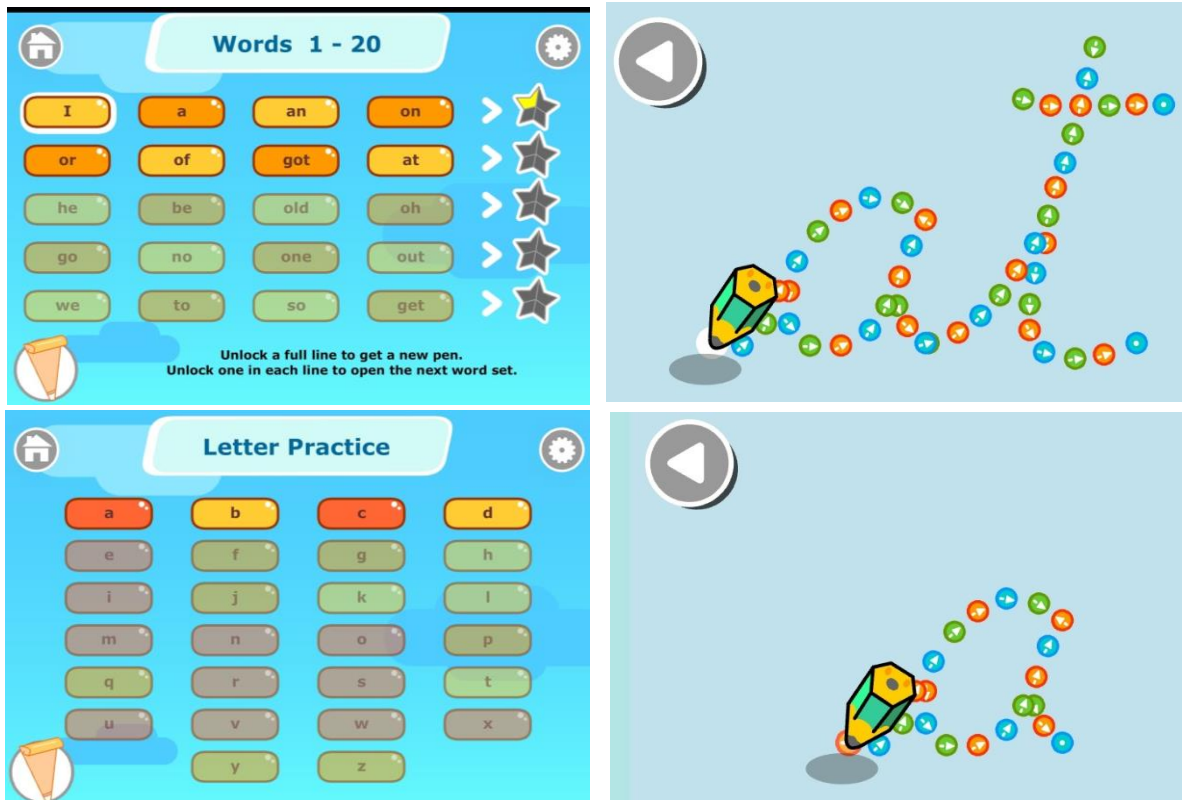 Words 1 - 20
I a an on
or of got at
he be old oh
go no one out
we to so get
Unlock a full line to get a new pen.
Unlock one in each line to open the next word set.
at
Letter Practice
a b c d
e f g h
i j k l
m n o p
q r s t
u v w x
y z
a